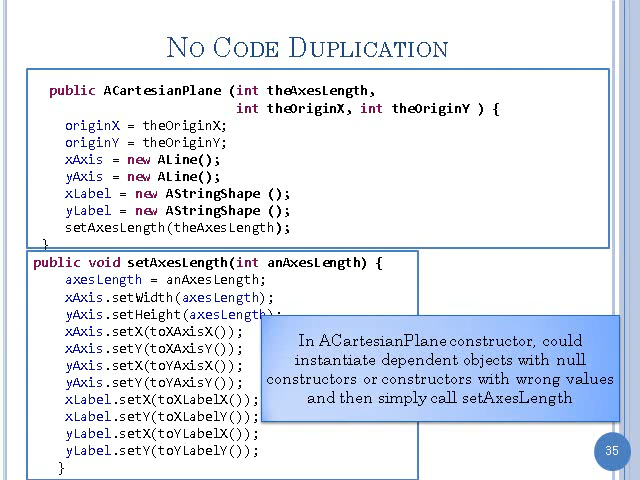 NO CODE DUPLICATION
public ACartesianPlane (int theAxesLength,
int theOriginX, int theOriginY ) {
originX = theOriginX;
originY = theOriginY;
xAxis = new ALine();
yAxis = new ALine();
xLabel = new AStringShape ();
yLabel = new AStringShape ();
setAxesLength(theAxesLength);
}
public void setAxesLength(int anAxesLength) {
axesLength = anAxesLength;
xAxis.setWidth(axesLength);
yAxis.setHeight(axesLength);
xAxis.setX(toXAxisX());
xAxis.setY(toXAxisY());
yAxis.setX(toYAxisX());
yAxis.setY(toYAxisY());
xLabel.setX(toXLabelX());
xLabel.setY(toXLabelY());
yLabel.setX(toYLabelX());
yLabel.setY(toYLabelY());
}
In ACartesianPlane constructor, could
instantiate dependent objects with null
constructors or constructors with wrong values
and then simply call setAxesLength
35